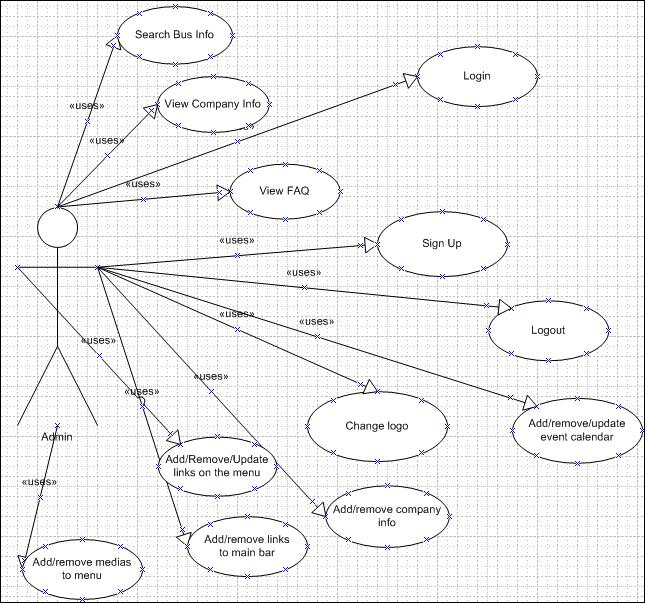 Search Bus Info
Login
«uses»
View Company Info
«uses»
«uses»
View FAQ
«uses»
Sign Up
«uses»
«uses»
«uses»
Logout
«uses»
«uses»
«uses»
Change logo
Add/remove/update
event calendar
Admin
Add/Remove/Update
links on the menu
«uses»
Add/remove company
info
Add/remove links
to main bar
Add/remove medias
to menu